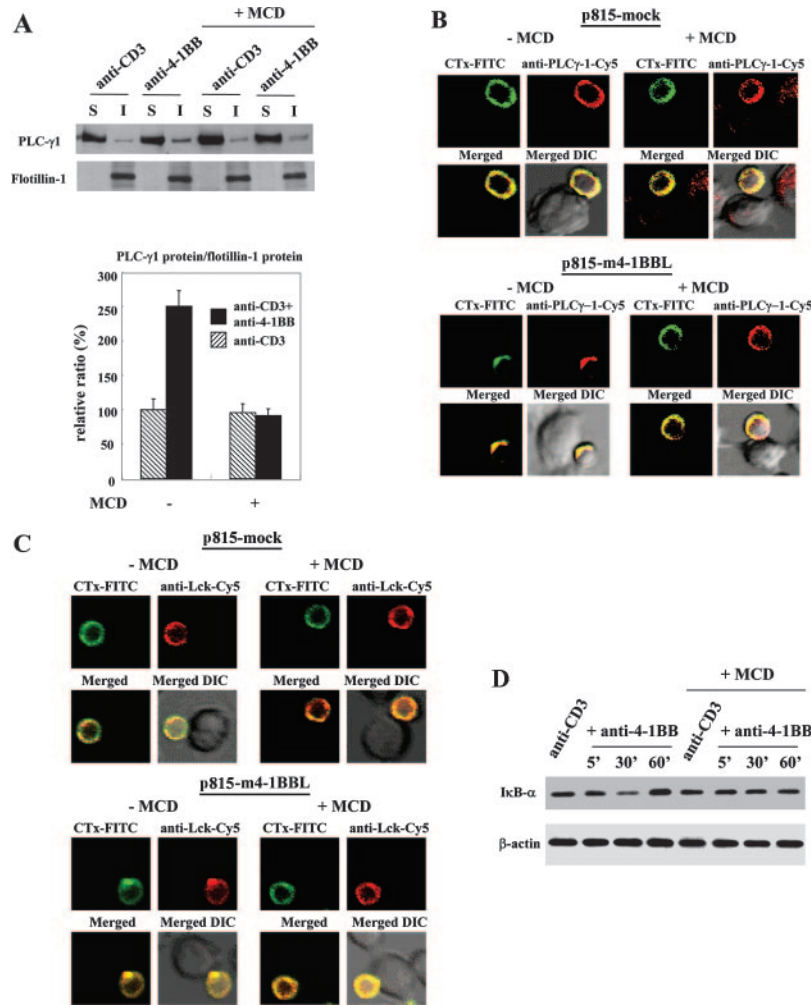 A
+ MCD
anti-CD3 anti-4-1BB anti-CD3 anti-4-1BB
S I S I S I S I
PLC-γ1
Flotillin-1
PLC-γ1 protein/flotillin-1 protein
300
250
200
150
100
50
0
relative ratio (%)
anti-CD3+
anti-4-1BB
anti-CD3
MCD - +
B
p815-mock
- MCD + MCD
CTx-FITC anti-PLCγ-1-Cy5 CTx-FITC anti-PLCγ-1-Cy5
Merged Merged DIC Merged Merged DIC
p815-m4-1BBL
- MCD + MCD
CTx-FITC anti-PLCγ-1-Cy5 CTx-FITC anti-PLCγ-1-Cy5
Merged Merged DIC Merged Merged DIC
C
p815-mock
- MCD + MCD
CTx-FITC anti-Lck-Cy5 CTx-FITC anti-Lck-Cy5
Merged Merged DIC Merged Merged DIC
p815-m4-1BBL
- MCD + MCD
CTx-FITC anti-Lck-Cy5 CTx-FITC anti-Lck-Cy5
Merged Merged DIC Merged Merged DIC
D
+ MCD
anti-CD3 + anti-4-1BB anti-CD3 + anti-4-1BB
5' 30' 60' 5' 30' 60'
IκB-α
β-actin